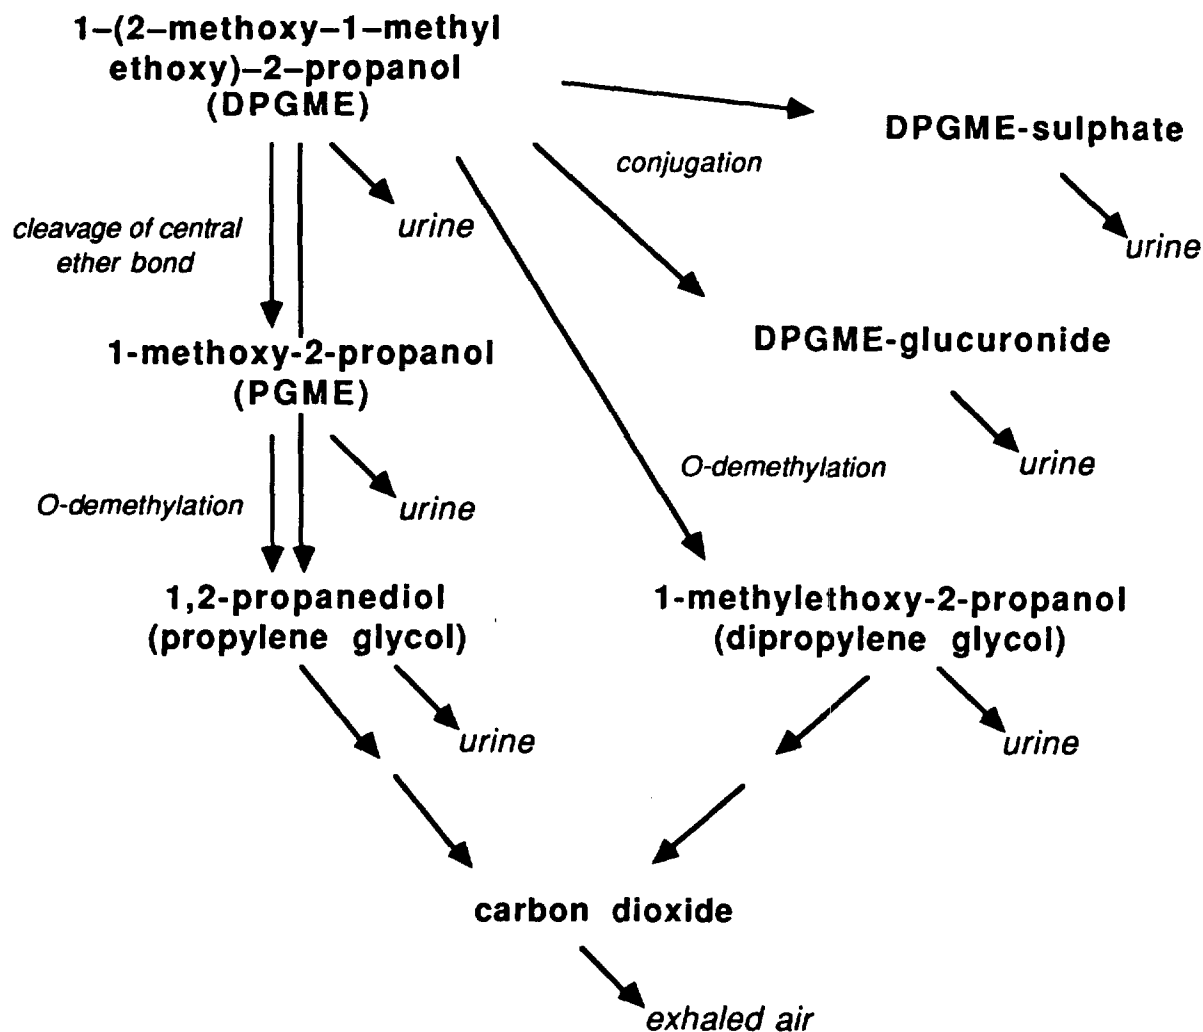 1–(2–methoxy–1–methyl
ethoxy)–2–propanol
(DPGME)
DPGME-sulphate
conjugation
urine
urine
cleavage of central
ether bond
1-methoxy-2-propanol
(PGME)
DPGME-glucuronide
urine
O-demethylation
O-demethylation
urine
1,2-propanediol
(propylene glycol)
1-methylethoxy-2-propanol
(dipropylene glycol)
urine
urine
carbon dioxide
exhaled air